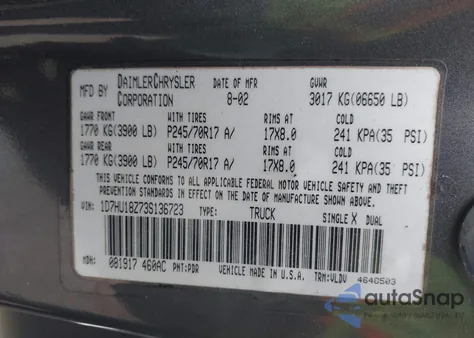 MFD BY DAIMLERCHRYSLER CORPORATION DATE OF MFR 8-02 GVWR 3017 KG(06650 LB)
GAWR FRONT WITH TIRES RIMS AT COLD
1770 KG(3900 LB) P245/70R17 A/ 17X8.0 241 KPA(35 PSI)
GAWR REAR WITH TIRES RIMS AT COLD
1770 KG(3900 LB) P245/70R17 A/ 17X8.0 241 KPA(35 PSI)
THIS VEHICLE CONFORMS TO ALL APPLICABLE FEDERAL MOTOR VEHICLE SAFETY AND THEFT
PREVENTION STANDARDS IN EFFECT ON THE DATE OF MANUFACTURE SHOWN ABOVE.
VIN: 1D7HU18Z73S136723 TYPE: TRUCK SINGLE X DUAL
MDH: 081917 460AC PNT:PDR VEHICLE MADE IN U.S.A. TRM:VLDV 4640503
autoSnap